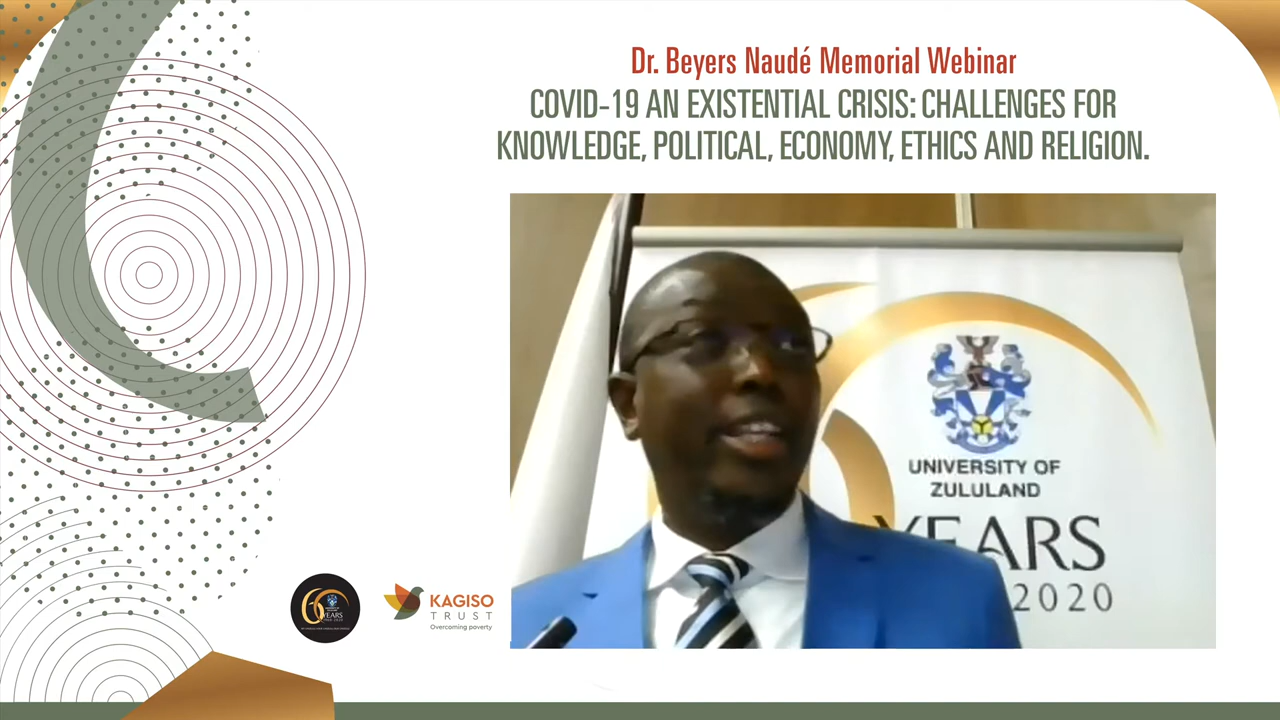 Dr. Beyers Naudé Memorial Webinar
COVID-19 AN EXISTENTIAL CRISIS: CHALLENGES FOR
KNOWLEDGE, POLITICAL, ECONOMY, ETHICS AND RELIGION.
UNIVERSITY OF
ZULULAND
YEARS
2020
YEARS
KAGISO
TRUST
Overcoming poverty